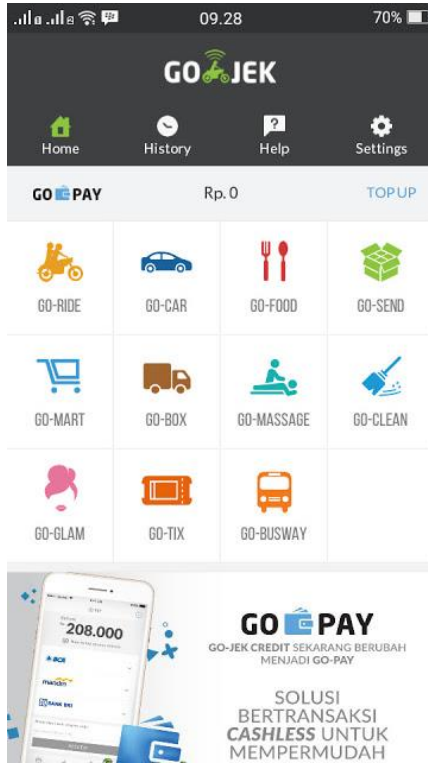 09.28 70%
GO JEK
Home History Help Settings
GO PAY Rp. 0 TOP UP
GO-RIDE GO-CAR GO-FOOD GO-SEND
GO-MART GO-BOX GO-MASSAGE GO-CLEAN
GO-GLAM GO-TIX GO-BUSWAY
208.000
BCA
mandiri
BANK BRI
GO PAY
GO-JEK CREDIT SEKARANG BERUBAH
MENJADI GO-PAY
SOLUSI
BERTRANSAKSI
CASHLESS UNTUK
MEMPERMUDAH